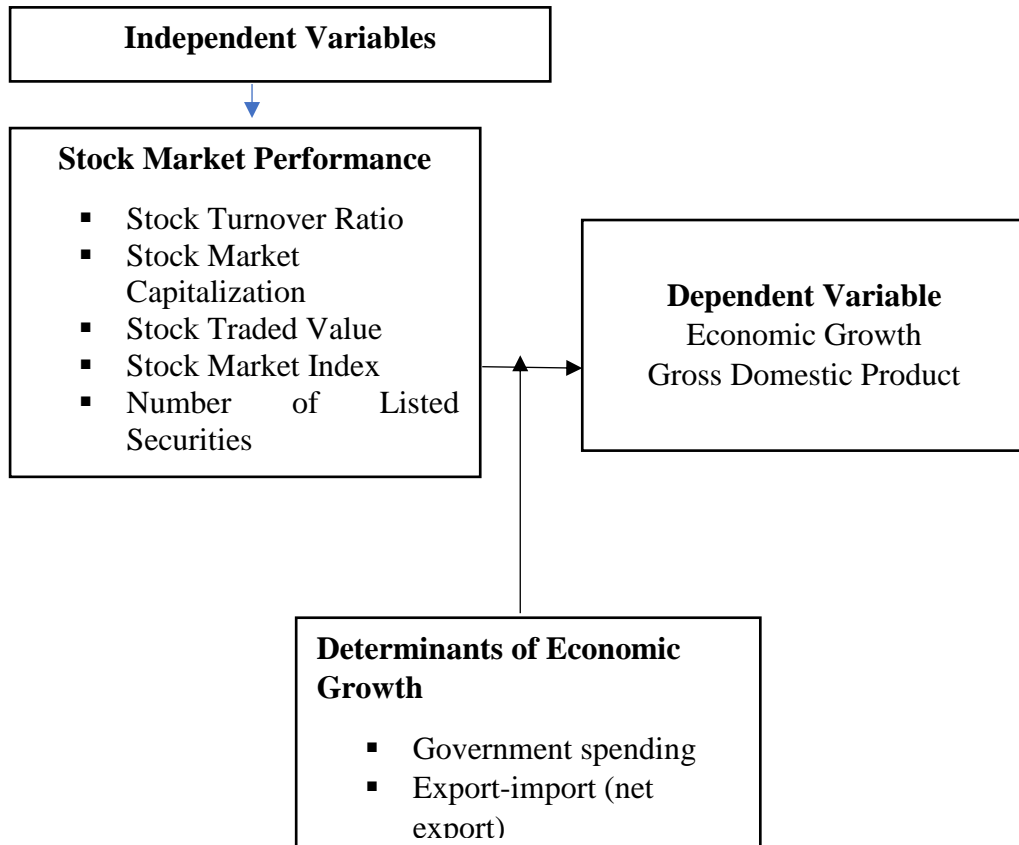 Independent Variables
Stock Market Performance
▪ Stock Turnover Ratio
▪ Stock Market
Capitalization
▪ Stock Traded Value
▪ Stock Market Index
▪ Number of Listed
Securities
Dependent Variable
Economic Growth
Gross Domestic Product
Determinants of Economic
Growth
▪ Government spending
▪ Export-import (net
export)